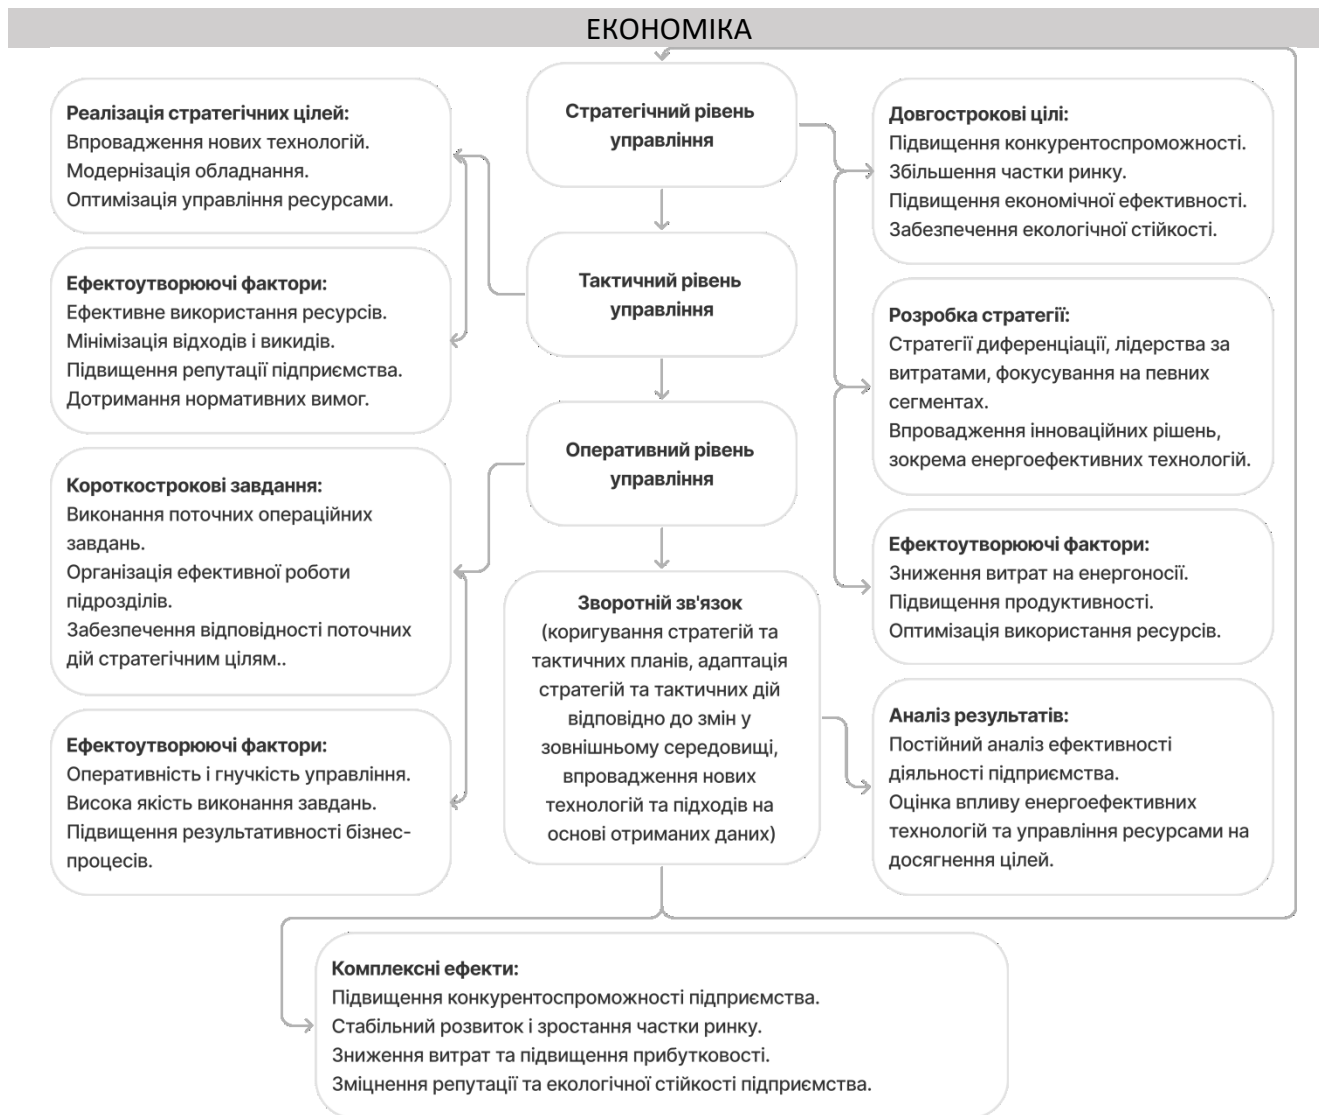 ЕКОНОМІКА
Стратегічний рівень
управління
Реалізація стратегічних цілей:
Впровадження нових технологій.
Модернізація обладнання.
Оптимізація управління ресурсами.
Довгострокові цілі:
Підвищення конкурентоспроможності.
Збільшення частки ринку.
Підвищення економічної ефективності.
Забезпечення екологічної стійкості.
Тактичний рівень
управління
Ефектоутворюючі фактори:
Ефективне використання ресурсів.
Мінімізація відходів і викидів.
Підвищення репутації підприємства.
Дотримання нормативних вимог.
Розробка стратегії:
Стратегії диференціації, лідерства за
витратами, фокусування на певних
сегментах.
Впровадження інноваційних рішень,
зокрема енергоефективних технологій.
Оперативний рівень
управління
Короткострокові завдання:
Виконання поточних операційних
завдань.
Організація ефективної роботи
підрозділів.
Забезпечення відповідності поточних
дій стратегічним цілям..
Ефектоутворюючі фактори:
Зниження витрат на енергоносії.
Підвищення продуктивності.
Оптимізація використання ресурсів.
Зворотній зв'язок
(коригування стратегій та
тактичних планів, адаптація
стратегій та тактичних дій
відповідно до змін у
зовнішньому середовищі,
впровадження нових
технологій та підходів на
основі отриманих даних)
Ефектоутворюючі фактори:
Оперативність і гнучкість управління.
Висока якість виконання завдань.
Підвищення результативності бізнес-
процесів.
Аналіз результатів:
Постійний аналіз ефективності
діяльності підприємства.
Оцінка впливу енергоефективних
технологій та управління ресурсами на
досягнення цілей.
Комплексні ефекти:
Підвищення конкурентоспроможності підприємства.
Стабільний розвиток і зростання частки ринку.
Зниження витрат та підвищення прибутковості.
Зміцнення репутації та екологічної стійкості підприємства.